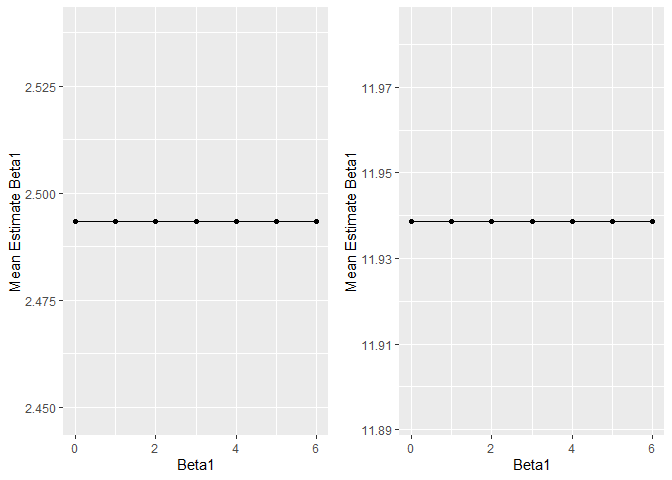 Mean Estimate Beta1
2.525
2.500
2.475
2.450
0 2 4 6
Beta1
Mean Estimate Beta1
11.97
11.95
11.93
11.91
11.89
0 2 4 6
Beta1